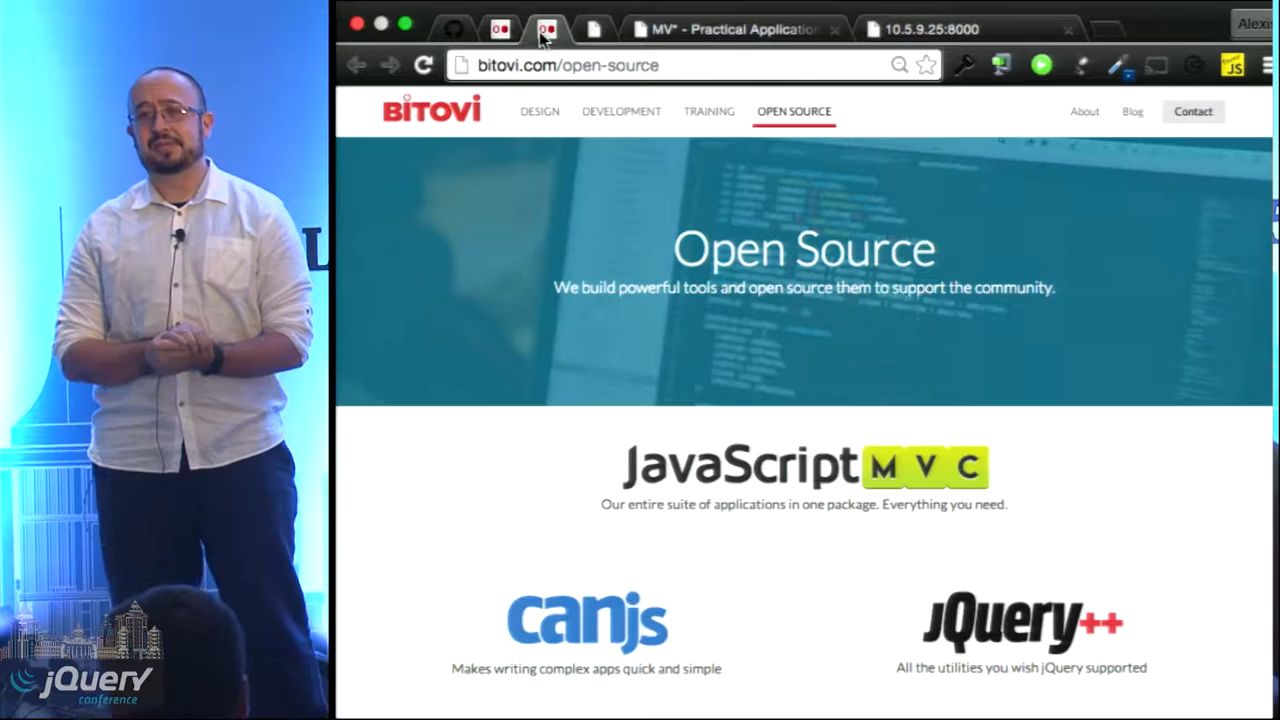 MV* - Practical Application
10.5.9.25:8000
Alexis
bitovi.com/open-source
JS
BiTOVi
DESIGN
DEVELOPMENT
TRAINING
OPEN SOURCE
About
Blog
Contact
Open Source
We build powerful tools and open source them to support the community.
L
JavaScript MVC
Our entire suite of applications in one package. Everything you need.
canjs
jQuery++
Makes writing complex apps quick and simple
All the utilities you wish jQuery supported
jQuery
conference